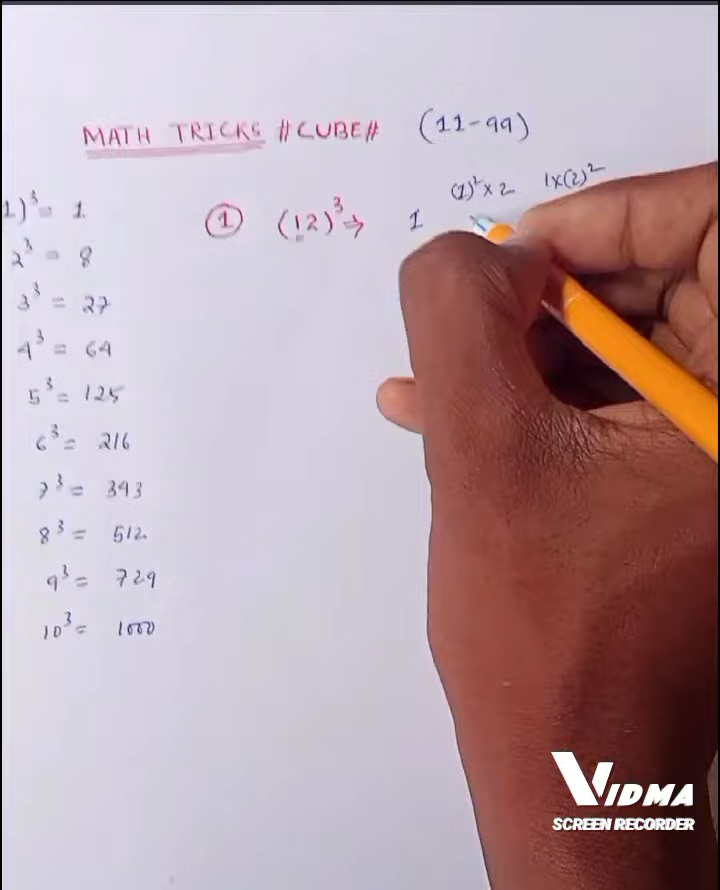 MATH TRICKS #CUBE# (11-99)
(1)²×2 1×(2)²
① (12)³⇒ 1
1)³= 1
2³ = 8
3³ = 27
4³ = 64
5³ = 125
6³ = 216
7³ = 343
8³ = 512
9³ = 729
10³ = 1000
VIDMA
SCREEN RECORDER